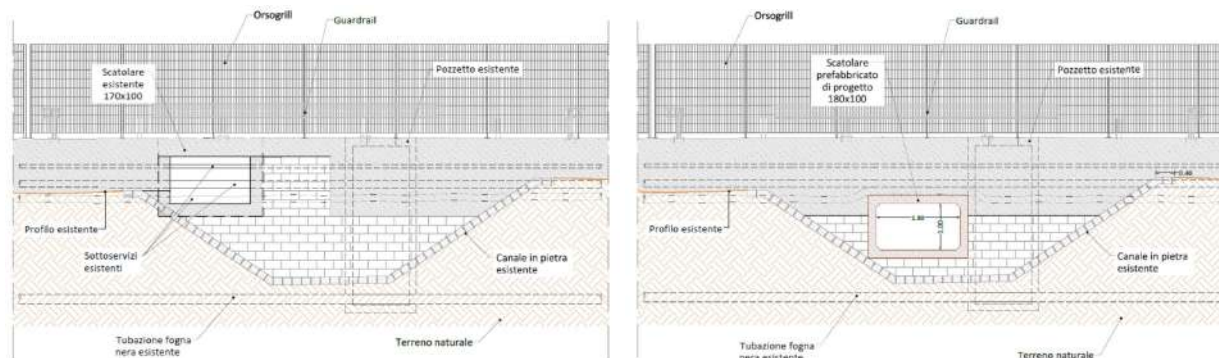 Orsogrill
Guardrail
Scatolare
esistente
170x100
Pozzetto esistente
Profilo esistente
Sottoservizi
esistenti
Canale in pietra
esistente
Tubazione fogna
nera esistente
Terreno naturale
Orsogrill
Guardrail
Scatolare
prefabbricato
di progetto
180x100
Pozzetto esistente
0.46
1.80
1.00
Profilo esistente
Canale in pietra
esistente
Tubazione fogna
nera esistente
Terreno naturale